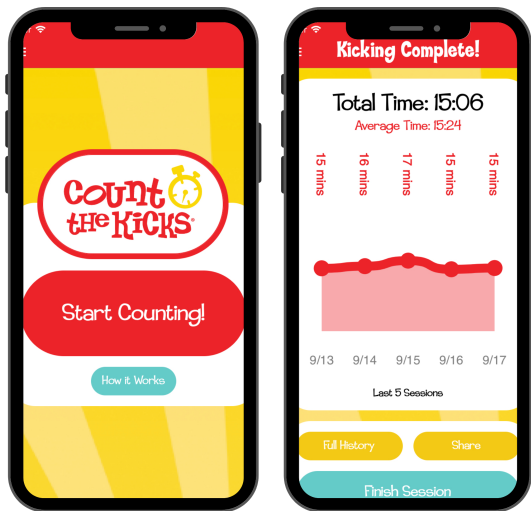 Count
the Kicks®
Start Counting!
How it Works
Kicking Complete!
Total Time: 15:06
Average Time: 15:24
15 mins
16 mins
17 mins
15 mins
15 mins
9/13 9/14 9/15 9/16 9/17
Last 5 Sessions
Full History
Share
Finish Session